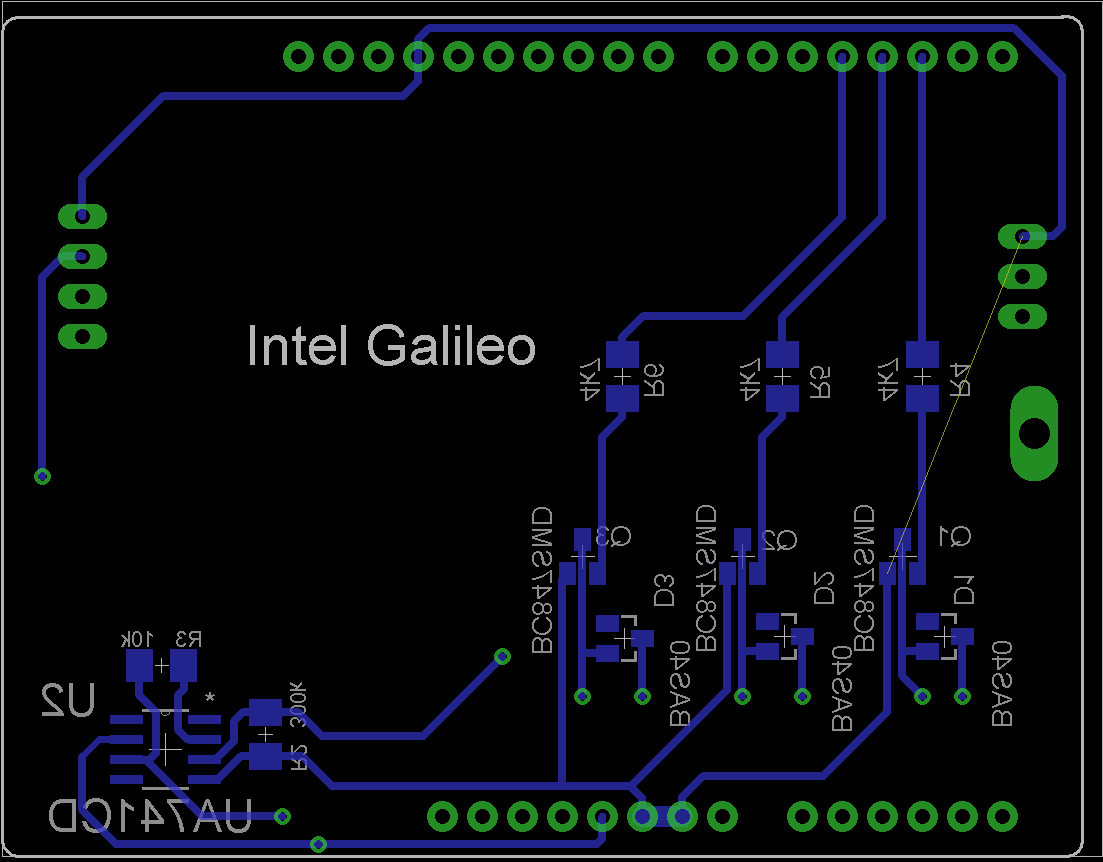 Intel Galileo
4k7
R6
4k7
R5
4k7
R4
BC847SMD
Q3
BC847SMD
Q2
BC847SMD
Q1
D3
BAS40
D2
BAS40
D1
BAS40
10k
R3
U2
*
300k
R2
UA741CD